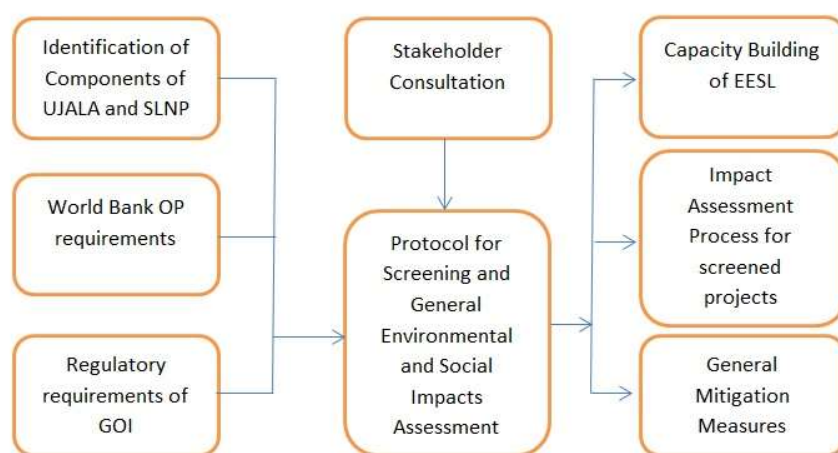 Identification of
Components of
UJALA and SLNP
World Bank OP
requirements
Regulatory
requirements of
GOI
Stakeholder
Consultation
Protocol for
Screening and
General
Environmental
and Social
Impacts
Assessment
Capacity Building
of EESL
Impact
Assessment
Process for
screened
projects
General
Mitigation
Measures